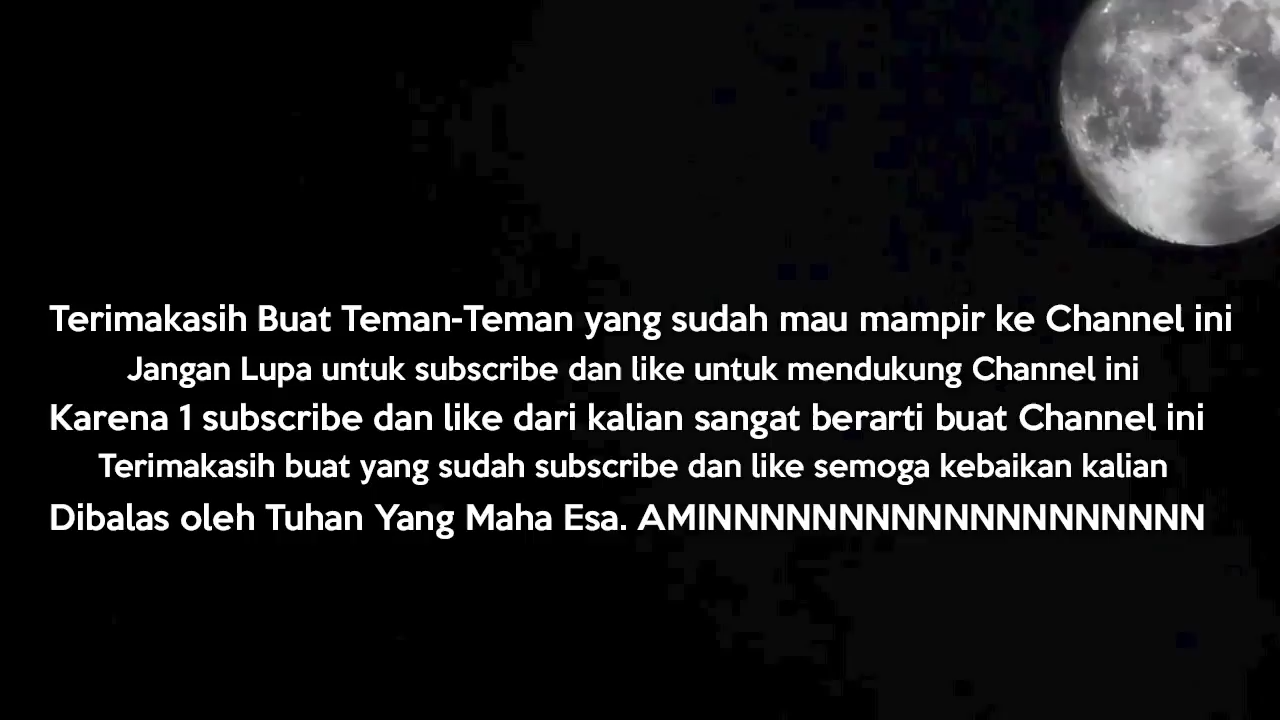 Terimakasih Buat Teman-Teman yang sudah mau mampir ke Channel ini
Jangan Lupa untuk subscribe dan like untuk mendukung Channel ini
Karena 1 subscribe dan like dari kalian sangat berarti buat Channel ini
Terimakasih buat yang sudah subscribe dan like semoga kebaikan kalian
Dibalas oleh Tuhan Yang Maha Esa. AMINNNNNNNNNNNNNNNNNNN